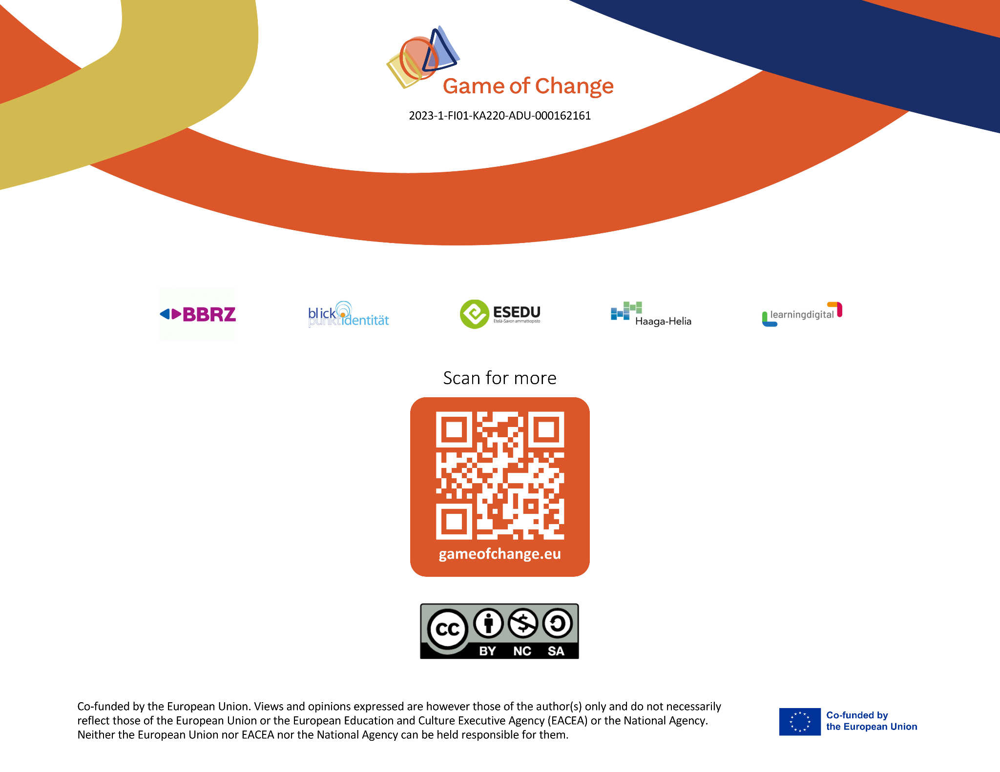 Game of Change
2023-1-FI01-KA220-ADU-000162161
BBRZ
blick
punktidentität
ESEDU
Etelä-Savon ammattiopisto
Haaga-Helia
learningdigital
Scan for more
gameofchange.eu
cc
BY NC SA
Co-funded by the European Union. Views and opinions expressed are however those of the author(s) only and do not necessarily
reflect those of the European Union or the European Education and Culture Executive Agency (EACEA) or the National Agency.
Neither the European Union nor EACEA nor the National Agency can be held responsible for them.
Co-funded by
the European Union